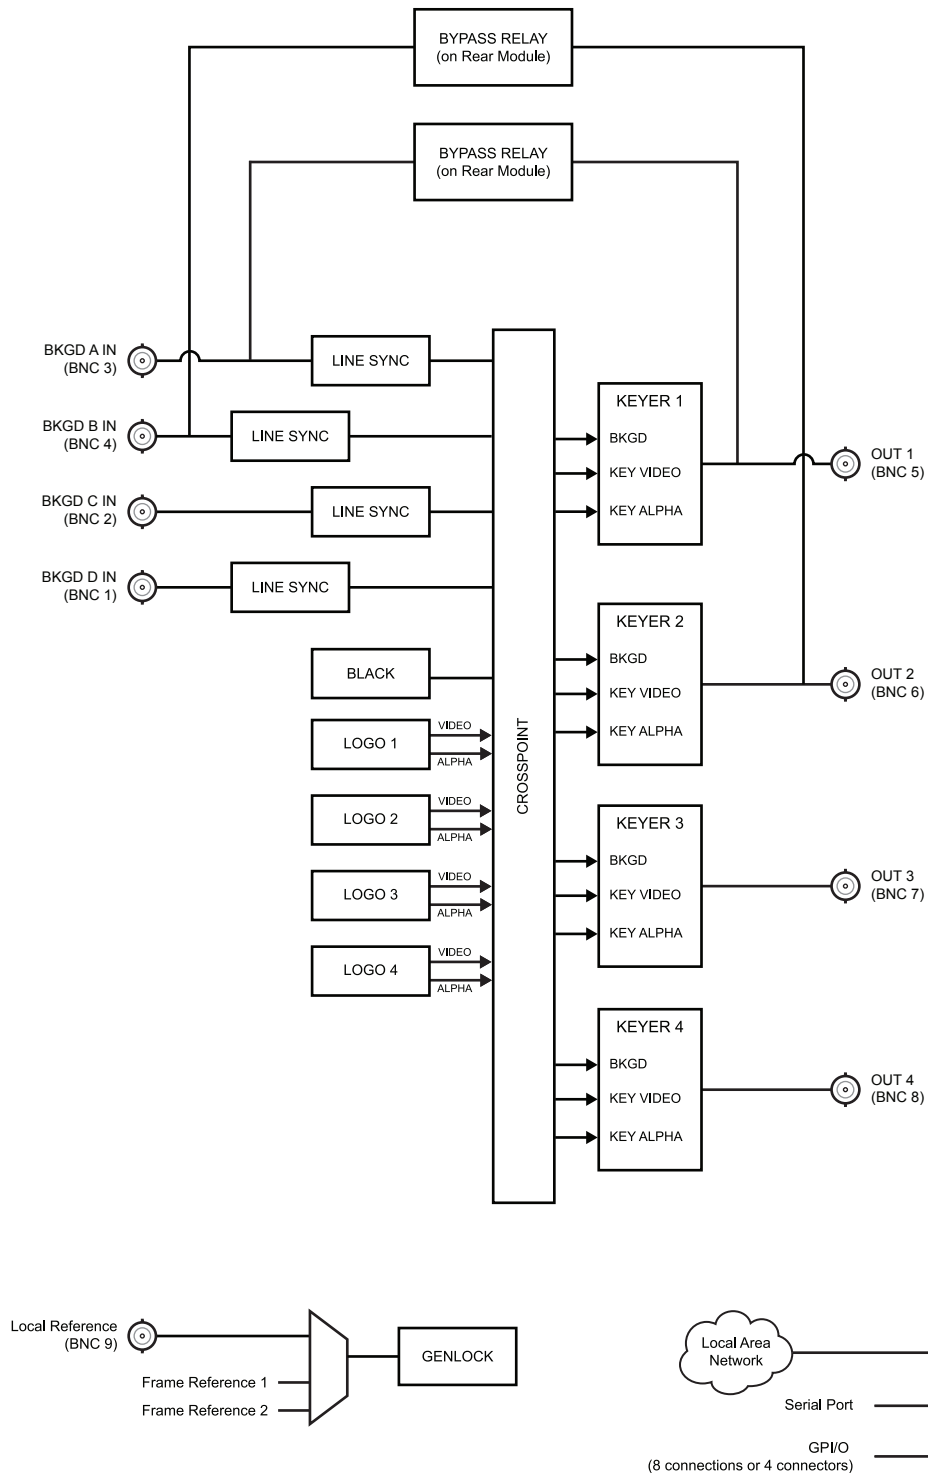 BYPASS RELAY
(on Rear Module)
BYPASS RELAY
(on Rear Module)
BKGD A IN
(BNC 3)
LINE SYNC
BKGD B IN
(BNC 4)
LINE SYNC
BKGD C IN
(BNC 2)
LINE SYNC
BKGD D IN
(BNC 1)
LINE SYNC
BLACK
LOGO 1
VIDEO
ALPHA
LOGO 2
VIDEO
ALPHA
LOGO 3
VIDEO
ALPHA
LOGO 4
VIDEO
ALPHA
CROSSPOINT
KEYER 1
BKGD
KEY VIDEO
KEY ALPHA
OUT 1
(BNC 5)
KEYER 2
BKGD
KEY VIDEO
KEY ALPHA
OUT 2
(BNC 6)
KEYER 3
BKGD
KEY VIDEO
KEY ALPHA
OUT 3
(BNC 7)
KEYER 4
BKGD
KEY VIDEO
KEY ALPHA
OUT 4
(BNC 8)
Local Reference
(BNC 9)
Frame Reference 1
Frame Reference 2
GENLOCK
Local Area
Network
Serial Port
GPI/O
(8 connections or 4 connectors)